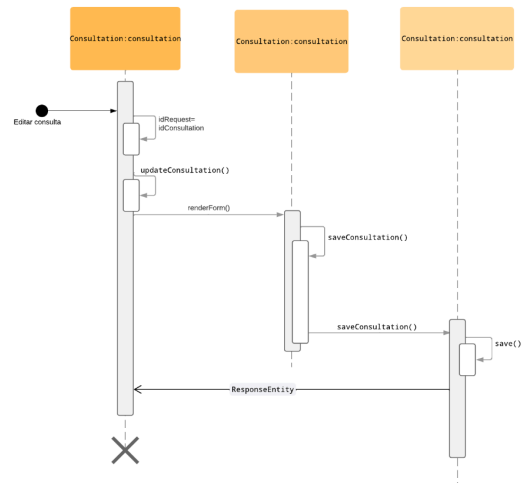 Consultation:consultation
Consultation:consultation
Consultation:consultation
Editar consulta
idRequest=
idConsultation
updateConsultation()
renderForm()
saveConsultation()
saveConsultation()
save()
ResponseEntity